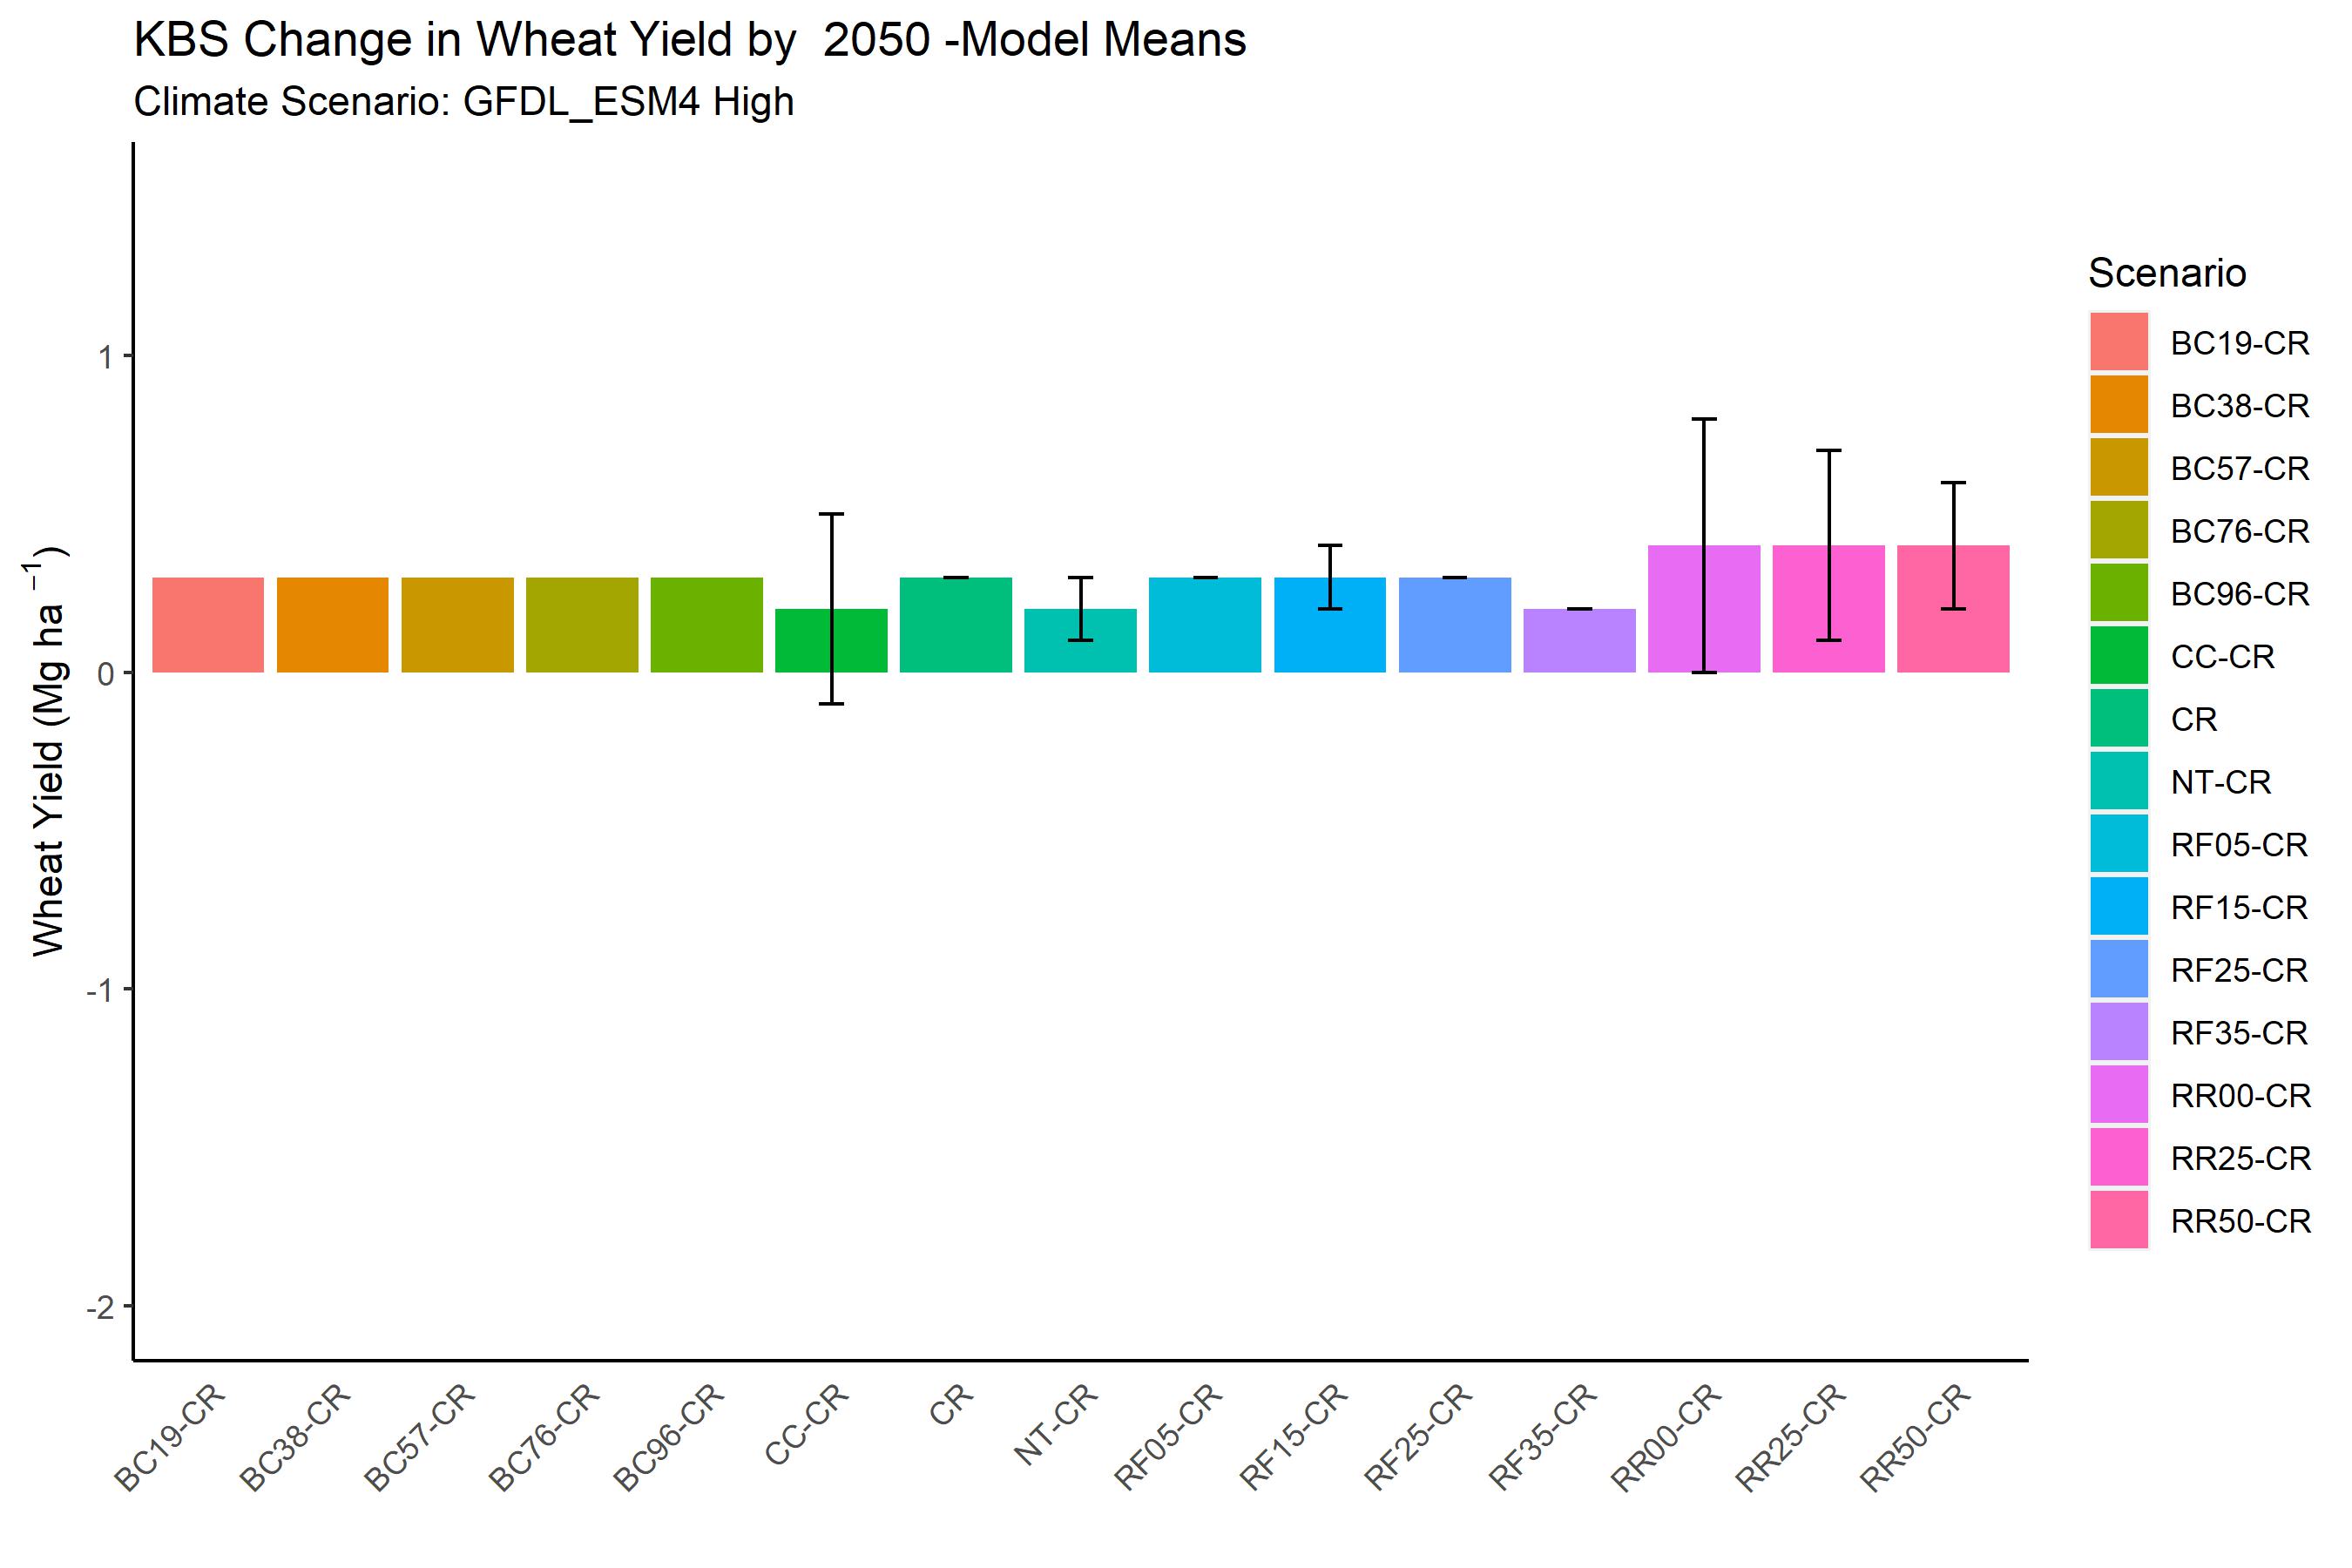 KBS Change in Wheat Yield by  2050 -Model Means
Climate Scenario: GFDL_ESM4 High
Wheat Yield (Mg ha −1)
1
0
-1
-2
BC19-CR
BC38-CR
BC57-CR
BC76-CR
BC96-CR
CC-CR
CR
NT-CR
RF05-CR
RF15-CR
RF25-CR
RF35-CR
RR00-CR
RR25-CR
RR50-CR
Scenario
BC19-CR
BC38-CR
BC57-CR
BC76-CR
BC96-CR
CC-CR
CR
NT-CR
RF05-CR
RF15-CR
RF25-CR
RF35-CR
RR00-CR
RR25-CR
RR50-CR